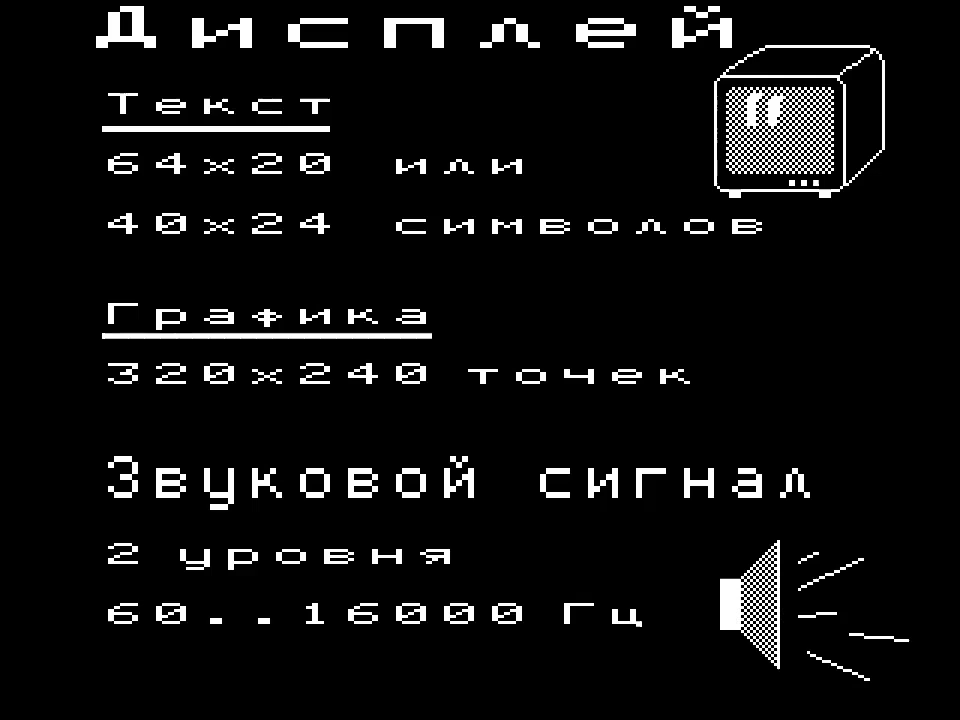 Дисплей
Текст
64x20 или
40x24 символов
Графика
320x240 точек
Звуковой сигнал
2 уровня
60..16000 Гц